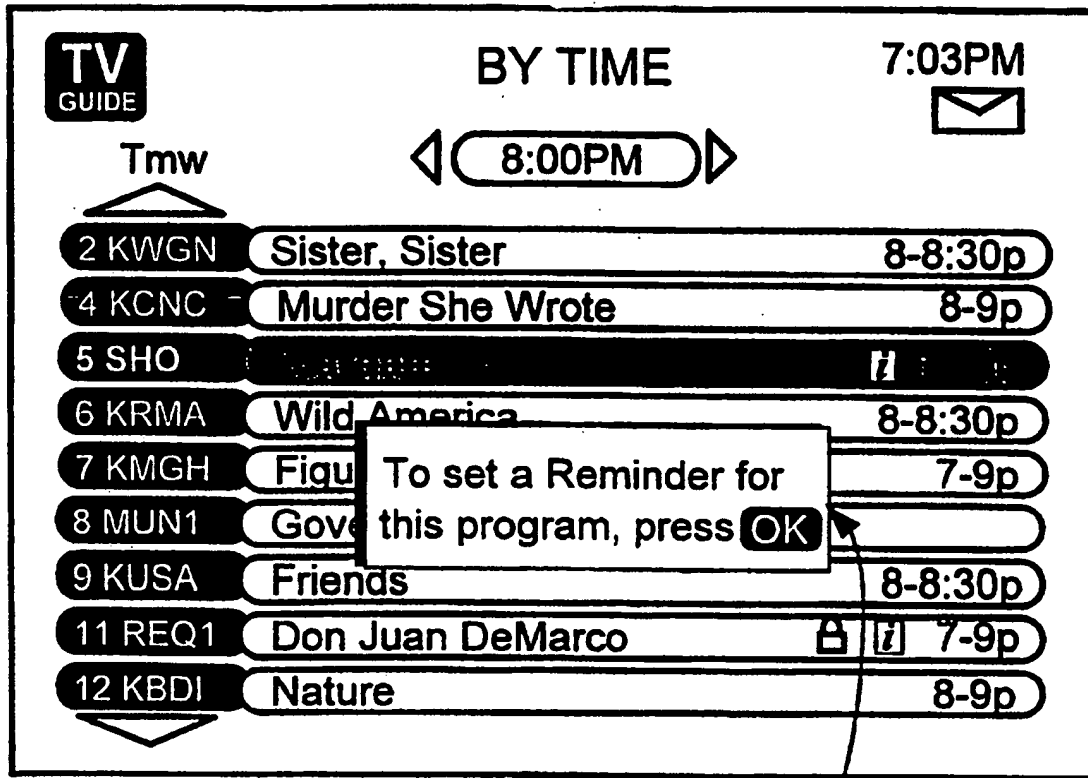 TV
GUIDE
BY TIME
7:03PM
Tmw
8:00PM
2 KWGN Sister, Sister 8-8:30p
4 KCNC Murder She Wrote 8-9p
5 SHO i
6 KRMA Wild America 8-8:30p
7 KMGH Figu 7-9p
8 MUN1 Gove
To set a Reminder for
this program, press OK
9 KUSA Friends 8-8:30p
11 REQ1 Don Juan DeMarco i 7-9p
12 KBDI Nature 8-9p